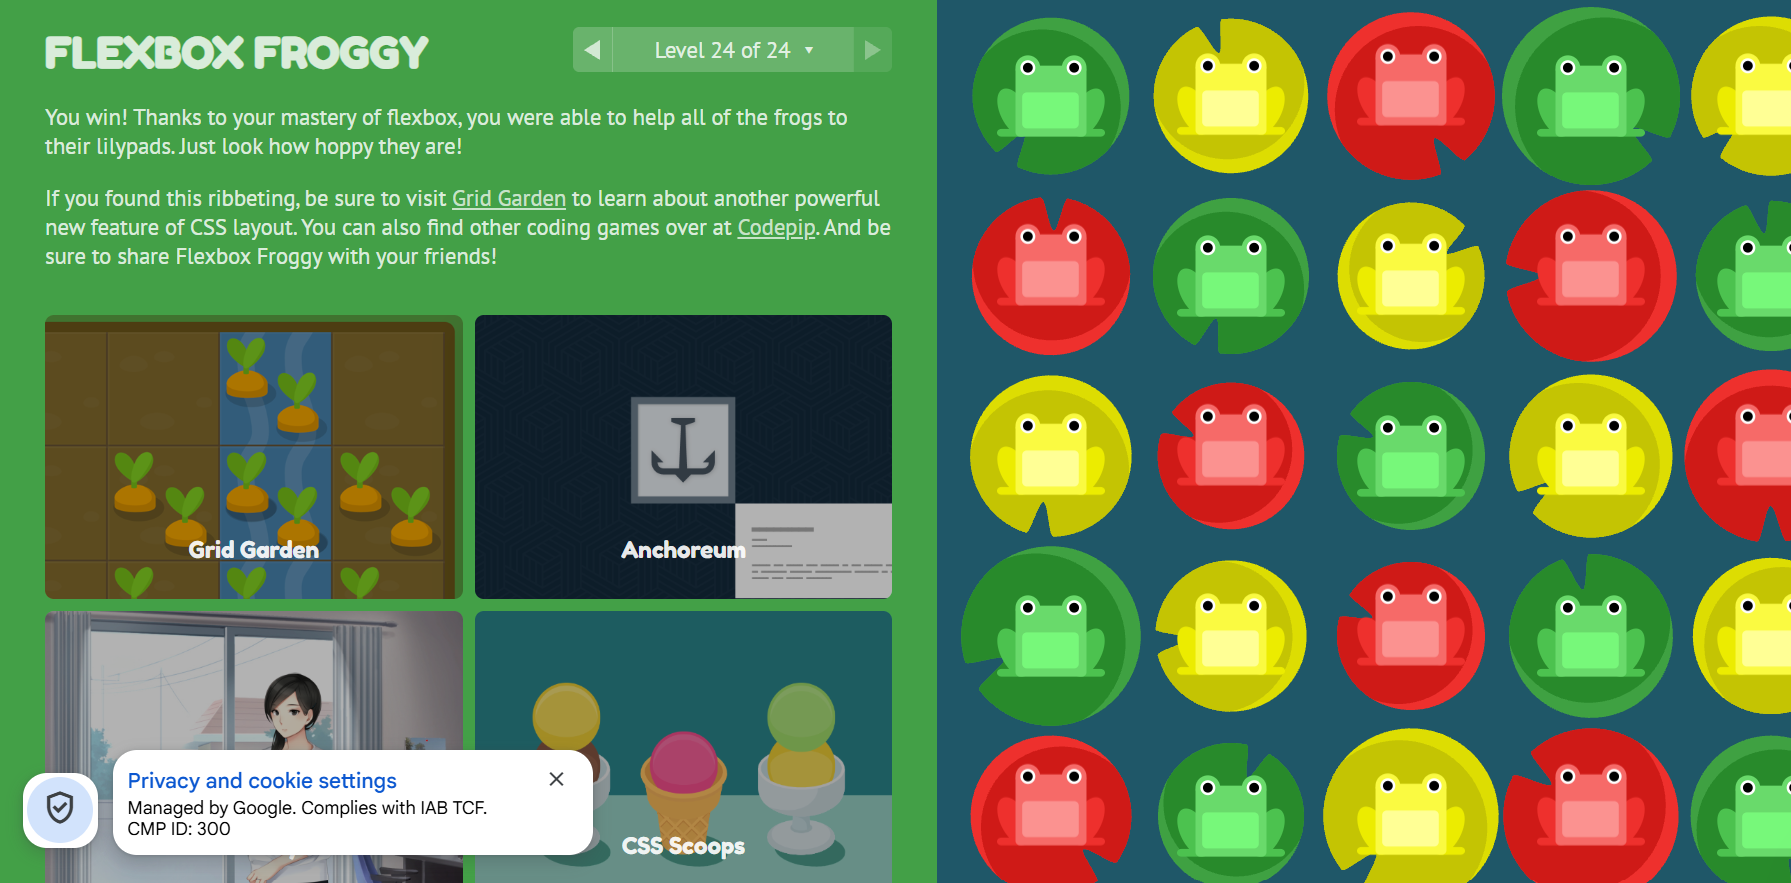 FLEXBOX FROGGY
Level 24 of 24
You win! Thanks to your mastery of flexbox, you were able to help all of the frogs to
their lilypads. Just look how hoppy they are!
If you found this ribbeting, be sure to visit Grid Garden to learn about another powerful
new feature of CSS layout. You can also find other coding games over at Codepip. And be
sure to share Flexbox Froggy with your friends!
Grid Garden
Anchoreum
CSS Scoops
Privacy and cookie settings
Managed by Google. Complies with IAB TCF.
CMP ID: 300